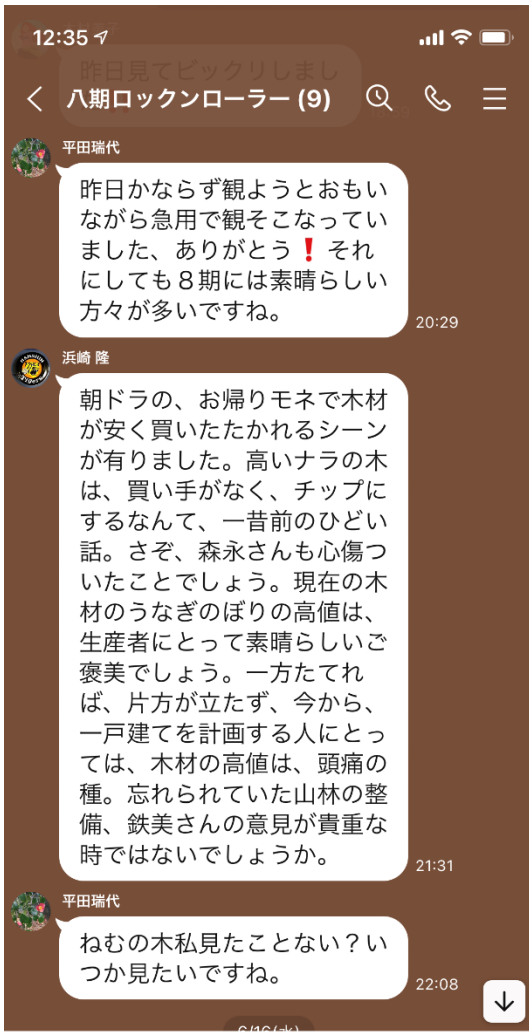 12:35
昨日見てビックリしまし
八期ロックンローラー (9)
平田瑞代
昨日かならず観ようとおもい
ながら急用で観そこなってい
ました、ありがとう❗それ
にしても８期には素晴らしい
方々が多いですね。
20:29
浜崎 隆
朝ドラの、お帰りモネで木材
が安く買いたたかれるシーン
が有りました。高いナラの木
は、買い手がなく、チップに
するなんて、一昔前のひどい
話。さぞ、森永さんも心傷つ
いたことでしょう。現在の木
材のうなぎのぼりの高値は、
生産者にとって素晴らしいご
褒美でしょう。一方たてれ
ば、片方が立たず、今から、
一戸建てを計画する人にとっ
ては、木材の高値は、頭痛の
種。忘れられていた山林の整
備、鉄美さんの意見が貴重な
時ではないでしょうか。
21:31
平田瑞代
ねむの木私見たことない？い
つか見たいですね。
22:08
6/16(水)